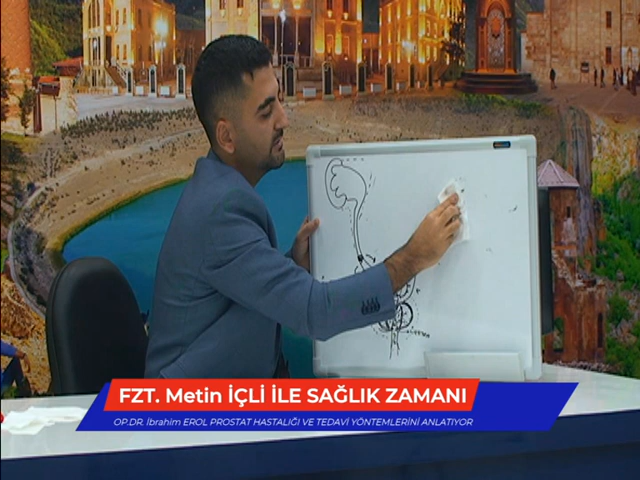 FZT. Metin İÇLİ İLE SAĞLIK ZAMANI
OP.DR. İbrahim EROL PROSTAT HASTALIĞI VE TEDAVİ YÖNTEMLERİNİ ANLATIYOR